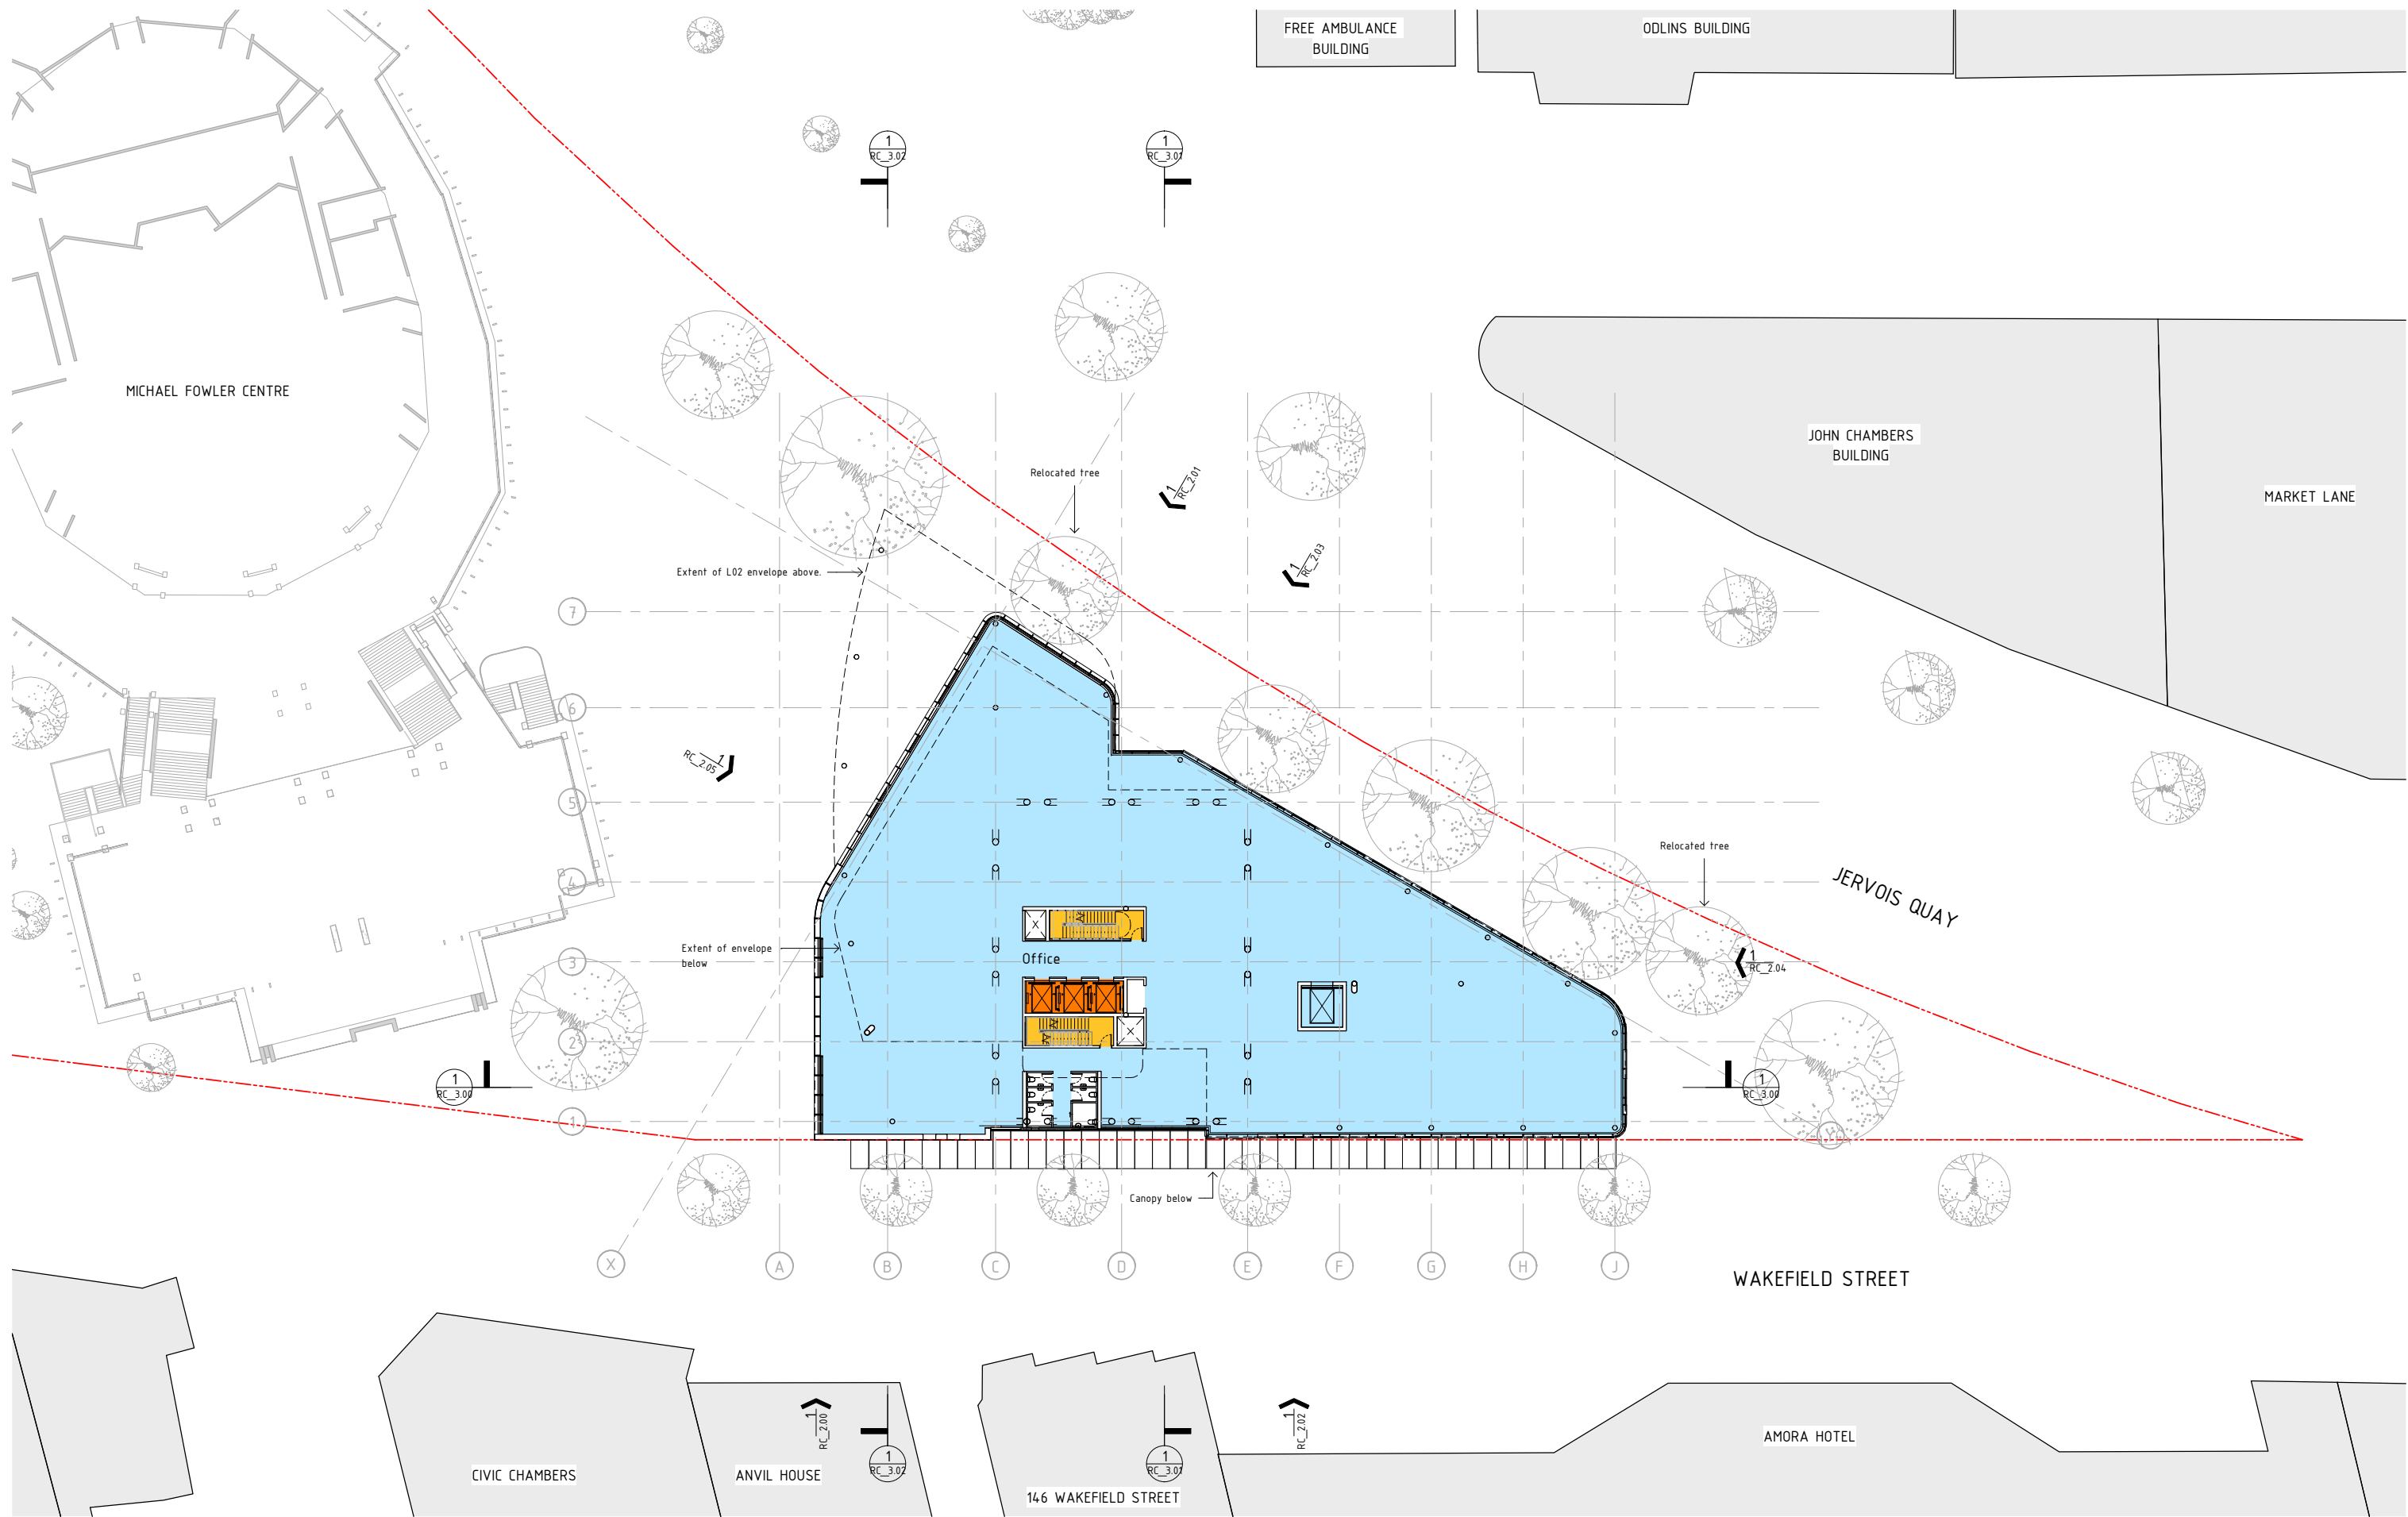 FREE AMBULANCE
BUILDING
ODLINS BUILDING
1
RC_3.02
1
RC_3.01
MICHAEL FOWLER CENTRE
JOHN CHAMBERS
BUILDING
MARKET LANE
Relocated tree
1
RC_2.01
1
RC_2.03
Extent of L02 envelope above.
7
6
1
RC_2.05
5
Relocated tree
4
JERVOIS QUAY
Extent of envelope
below
3
Office
1
RC_2.04
2
1
RC_3.00
1
RC_3.00
1
Y
Canopy below
X
A
B
C
D
E
F
G
H
J
WAKEFIELD STREET
1
RC_2.00
1
RC_2.02
AMORA HOTEL
1
RC_3.02
1
RC_3.01
CIVIC CHAMBERS
ANVIL HOUSE
146 WAKEFIELD STREET